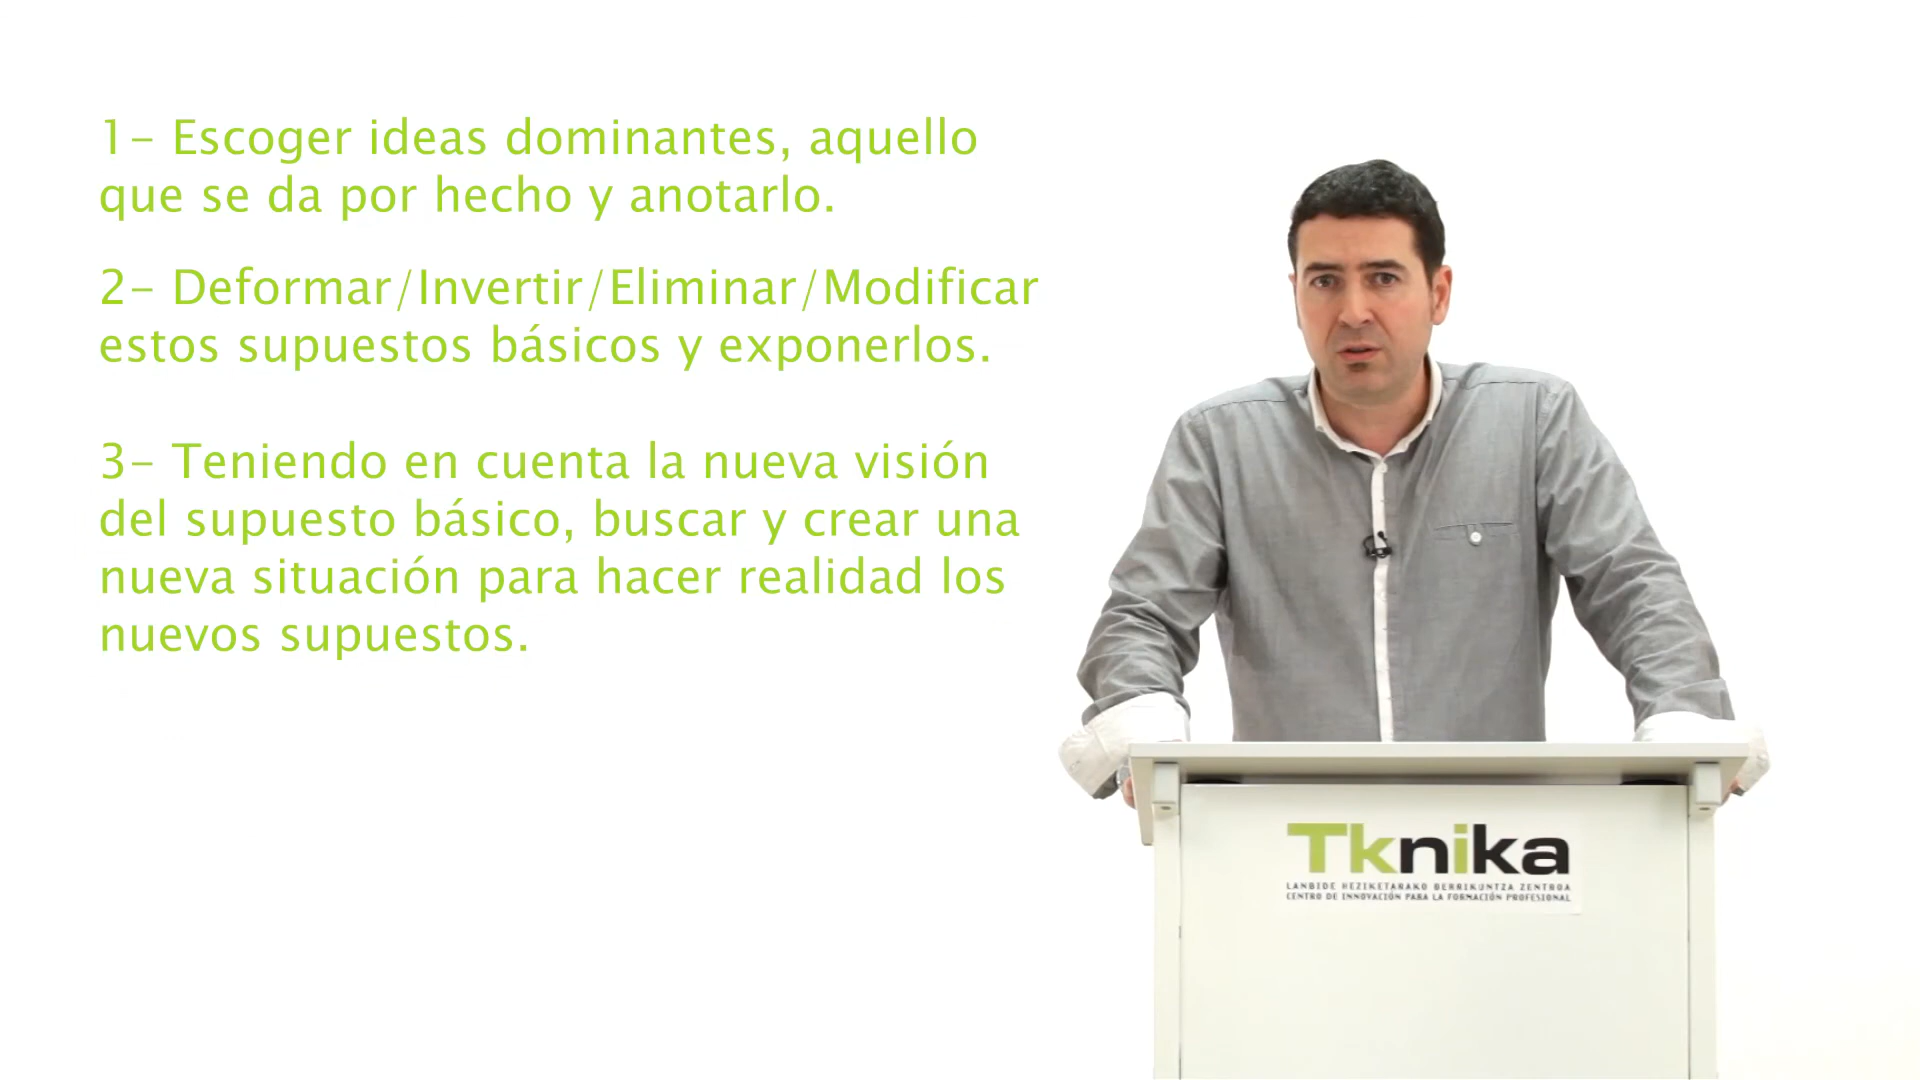 1- Escoger ideas dominantes, aquello
que se da por hecho y anotarlo.
2- Deformar/Invertir/Eliminar/Modificar
estos supuestos básicos y exponerlos.
3- Teniendo en cuenta la nueva visión
del supuesto básico, buscar y crear una
nueva situación para hacer realidad los
nuevos supuestos.
Tknika
LANBIDE HEZIKETARAKO BERRIKUNTZA ZENTROA
CENTRO DE INNOVACIÓN PARA LA FORMACIÓN PROFESIONAL